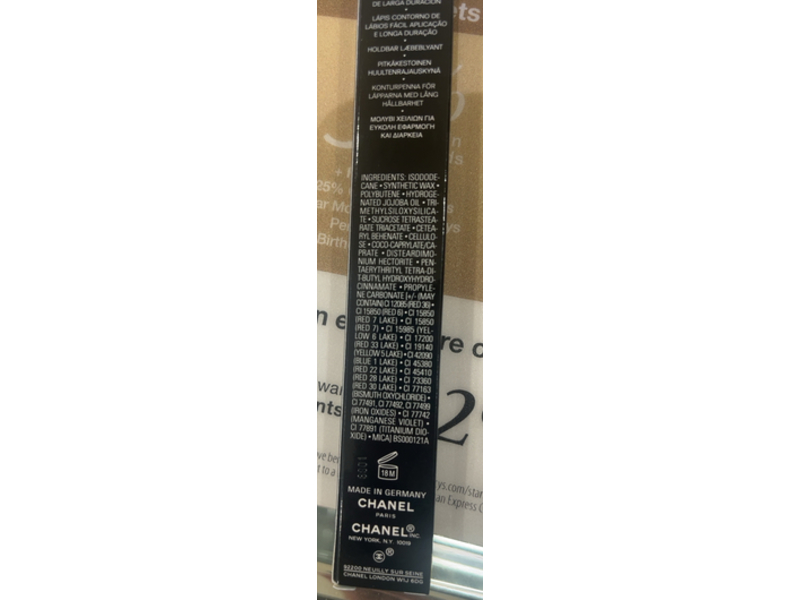 DE LARGA DURACIÓN
•
LÁPIS CONTORNO DE
LÁBIOS FÁCIL APLICAÇÃO
E LONGA DURAÇÃO
•
HOLDBAR LÆBEBLYANT
•
PITKÄKESTOINEN
HUULTENRAJAUSKYNÄ
•
KONTURPENNA FÖR
LÄPPARNA MED LÅNG
HÅLLBARHET
•
ΜΟΛΥΒΙ ΧΕΙΛΙΩΝ ΓΙΑ
ΕΥΚΟΛΗ ΕΦΑΡΜΟΓΗ
ΚΑΙ ΔΙΑΡΚΕΙΑ
INGREDIENTS: ISODODE-
CANE • SYNTHETIC WAX •
POLYBUTENE • HYDROGE-
NATED JOJOBA OIL • TRI-
METHYLSILOXYSILICA-
TE • SUCROSE TETRASTEA-
RATE TRIACETATE • CETEA-
RYL BEHENATE • CELLULO-
SE • COCO-CAPRYLATE/CA-
PRATE • DISTEARDIMO-
NIUM HECTORITE • PEN-
TAERYTHRITYL TETRA-DI-
T-BUTYL HYDROXYHYDRO-
CINNAMATE • PROPYLE-
NE CARBONATE [+/- (MAY
CONTAIN) CI 12085 (RED 36) •
CI 15850 (RED 6) • CI 15850
(RED 7 LAKE) • CI 15850
(RED 7) • CI 15985 (YEL-
LOW 6 LAKE) • CI 17200
(RED 33 LAKE) • CI 19140
(YELLOW 5 LAKE) • CI 42090
(BLUE 1 LAKE) • CI 45380
(RED 22 LAKE) • CI 45410
(RED 28 LAKE) • CI 73360
(RED 30 LAKE) • CI 77163
(BISMUTH OXYCHLORIDE) •
CI 77491, CI 77492, CI 77499
(IRON OXIDES) • CI 77742
(MANGANESE VIOLET) •
CI 77891 (TITANIUM DIO-
XIDE) • MICA] BS000121A
18M
MADE IN GERMANY
CHANEL
PARIS
CHANEL® INC.
NEW YORK, N.Y. 10019
®
92200 NEUILLY SUR SEINE
CHANEL LONDON W1J 6DG